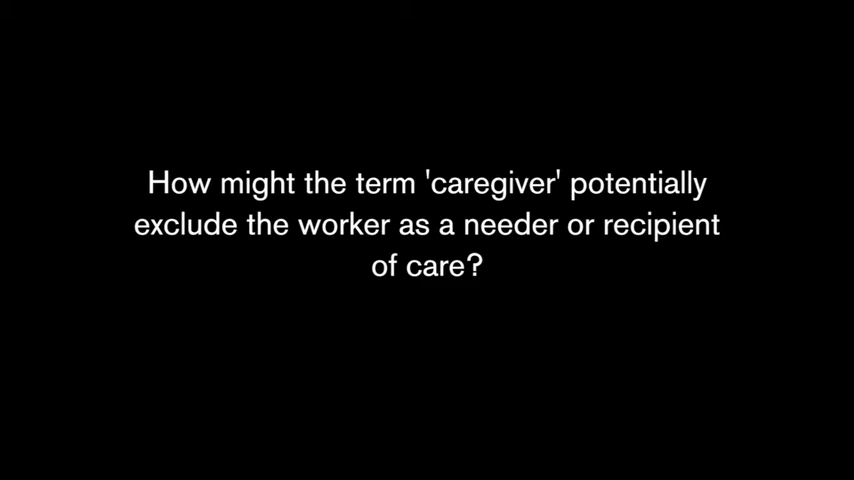 How might the term 'caregiver' potentially
exclude the worker as a needer or recipient
of care?